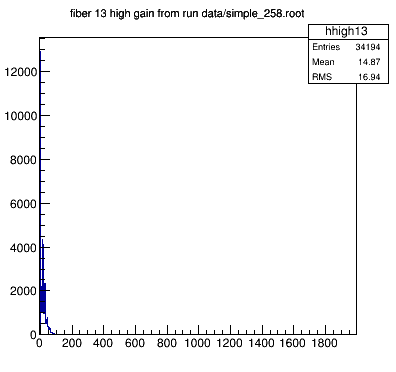 fiber 13 high gain from run data/simple_258.root
hhigh13
Entries 34194
Mean 14.87
RMS 16.94
12000
10000
8000
6000
4000
2000
0
0 200 400 600 800 1000 1200 1400 1600 1800